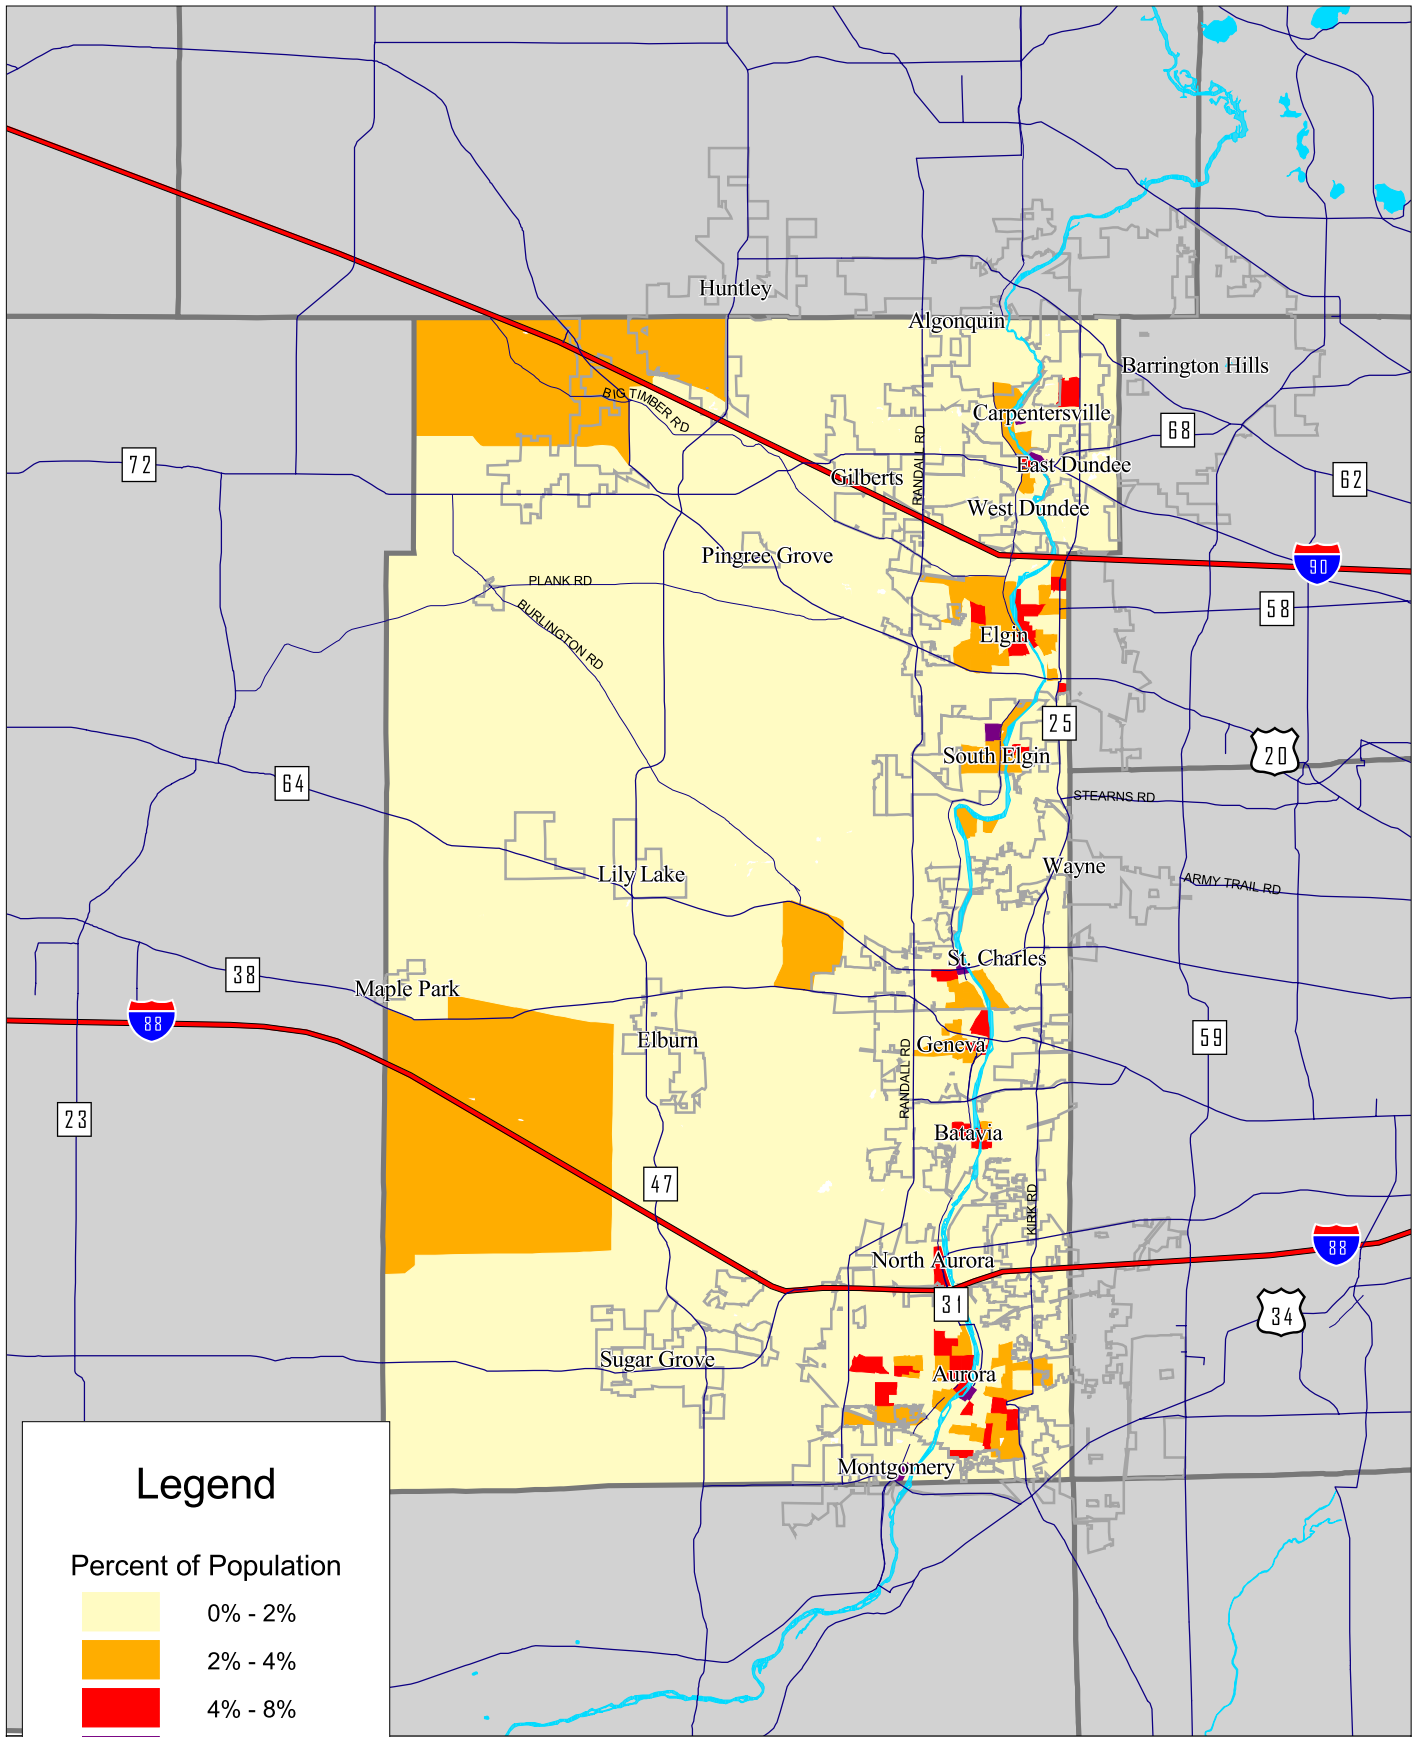 Huntley
Algonquin
Barrington Hills
BIG TIMBER RD
Carpentersville
68
RANDALL RD
72
East Dundee
62
Gilberts
West Dundee
Pingree Grove
90
PLANK RD
58
BURLINGTON RD
Elgin
25
20
South Elgin
64
STEARNS RD
Wayne
Lily Lake
ARMY TRAIL RD
St. Charles
38
Maple Park
88
59
Elburn
Geneva
RANDALL RD
23
Batavia
47
KIRK RD
88
North Aurora
31
34
Sugar Grove
Aurora
Montgomery
Legend
Percent of Population
0% - 2%
2% - 4%
4% - 8%